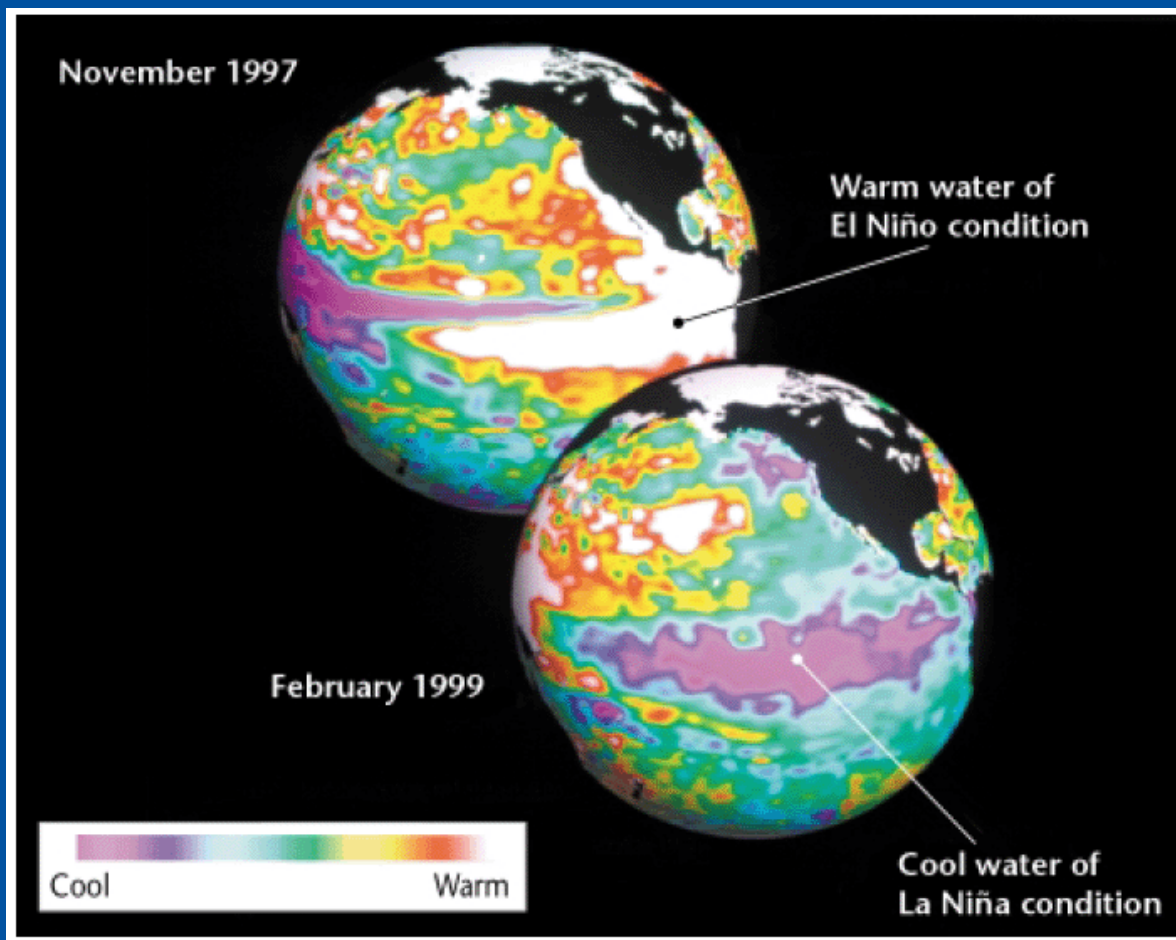 November 1997
Warm water of
El Niño condition
February 1999
Cool
Warm
Cool water of
La Niña condition